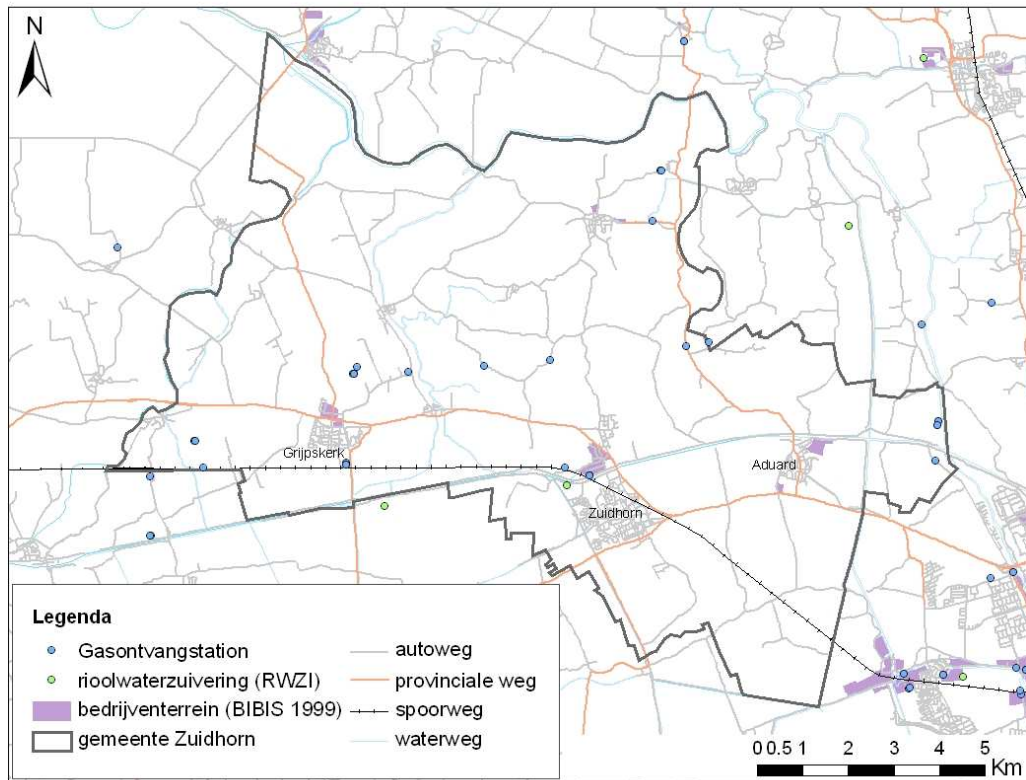 N
Grijpskerk
Aduard
Zuidhorn
Legenda
Gasontvangstation
rioolwaterzuivering (RWZI)
bedrijventerrein (BIBIS 1999)
gemeente Zuidhorn
autoweg
provinciale weg
spoorweg
waterweg
0 0.5 1 2 3 4 5
Km